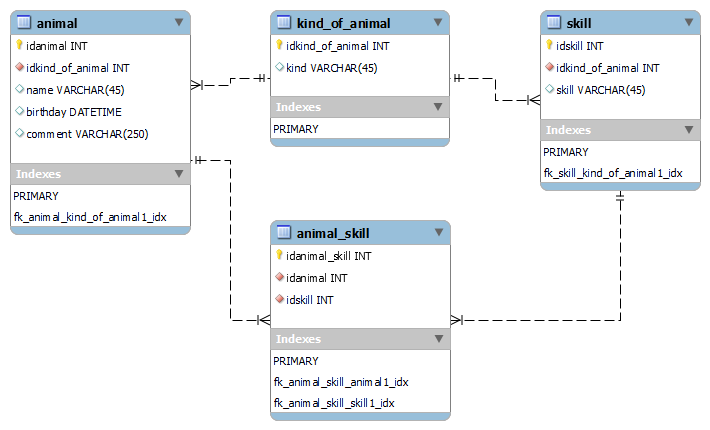 animal
idanimal INT
idkind_of_animal INT
name VARCHAR(45)
birthday DATETIME
comment VARCHAR(250)
Indexes
PRIMARY
fk_animal_kind_of_animal1_idx
kind_of_animal
idkind_of_animal INT
kind VARCHAR(45)
Indexes
PRIMARY
skill
idskill INT
idkind_of_animal INT
skill VARCHAR(45)
Indexes
PRIMARY
fk_skill_kind_of_animal1_idx
animal_skill
idanimal_skill INT
idanimal INT
idskill INT
Indexes
PRIMARY
fk_animal_skill_animal1_idx
fk_animal_skill_skill1_idx